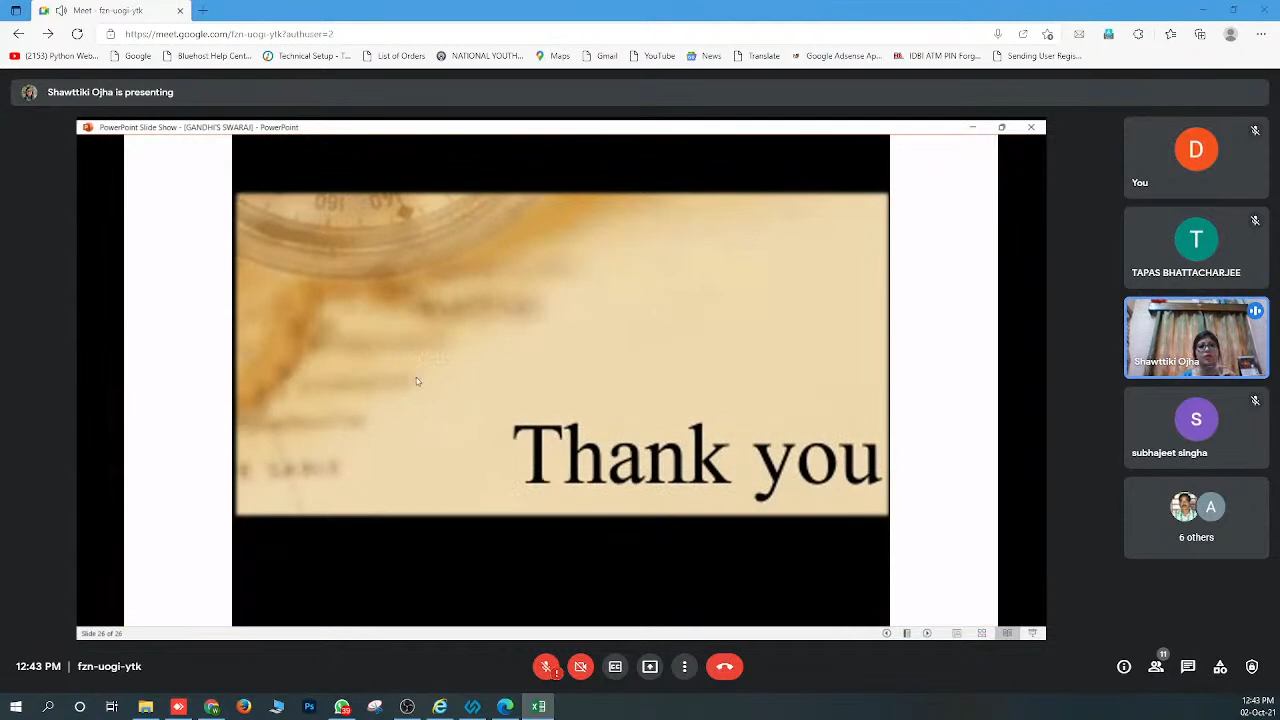 Meet - fzn-uogi-ytk
https://meet.google.com/fzn-uogi-ytk?authuser=2
(2153) Python Web...
Google
Bluehost Help Cent...
Technical Setup - T...
List of Orders
NATIONAL YOUTH...
Maps
Gmail
YouTube
News
Translate
Google Adsense Ap...
IDBI ATM PIN Forg...
Sending User Regis...
Shawttiki Ojha is presenting
PowerPoint Slide Show - [GANDHI'S SWARAJ] - PowerPoint
Thank you
Slide 26 of 26
D
You
T
TAPAS BHATTACHARJEE
Shawttiki Ojha
S
subhajeet singha
A
6 others
12:43 PM | fzn-uogi-ytk
11
39
12:43 PM
02-Oct-21